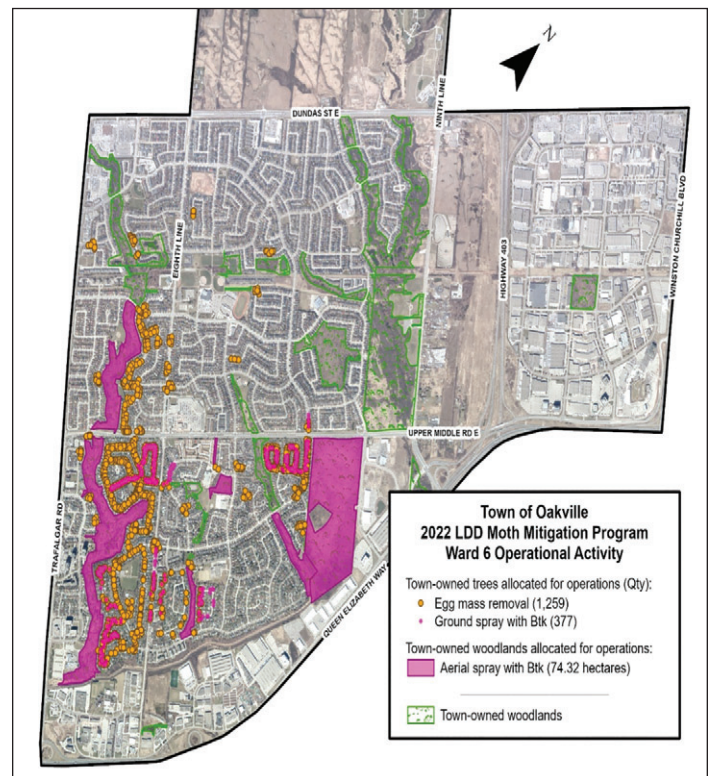 N
DUNDAS ST E
NINTH LINE
EIGHTH LINE
HIGHWAY 403
WINSTON CHURCHILL BLVD
UPPER MIDDLE RD E
TRAFALGAR RD
QUEEN ELIZABETH WAY
Town of Oakville
2022 LDD Moth Mitigation Program
Ward 6 Operational Activity
Town-owned trees allocated for operations (Qty):
Egg mass removal (1,259)
Ground spray with Btk (377)
Town-owned woodlands allocated for operations:
Aerial spray with Btk (74.32 hectares)
Town-owned woodlands